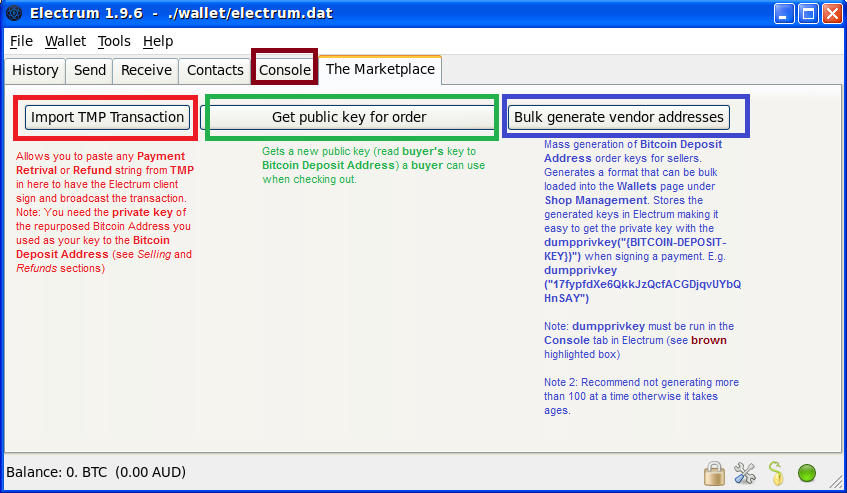 Electrum 1.9.6 - ./wallet/electrum.dat
File Wallet Tools Help
History Send Receive Contacts Console The Marketplace
Import TMP Transaction Get public key for order Bulk generate vendor addresses
Allows you to paste any Payment
Retrival or Refund string from TMP
in here to have the Electrum client
sign and broadcast the transaction.
Note: You need the private key of
the repurposed Bitcoin Address you
used as your key to the Bitcoin
Deposit Address (see Selling and
Refunds sections)
Gets a new public key (read buyer's key to
Bitcoin Deposit Address) a buyer can use
when checking out.
Mass generation of Bitcoin Deposit
Address order keys for sellers.
Generates a format that can be bulk
loaded into the Wallets page under
Shop Management. Stores the
generated keys in Electrum making it
easy to get the private key with the
dumpprivkey("{BITCOIN-DEPOSIT-
KEY})") when signing a payment. E.g.
dumpprivkey
("17fypfdXe6QkkJzQcfACGDjqvUYbQ
HnSAY")
Note: dumpprivkey must be run in the
Console tab in Electrum (see brown
highlighted box)
Note 2: Recommend not generating more
than 100 at a time otherwise it takes
ages.
Balance: 0. BTC (0.00 AUD)